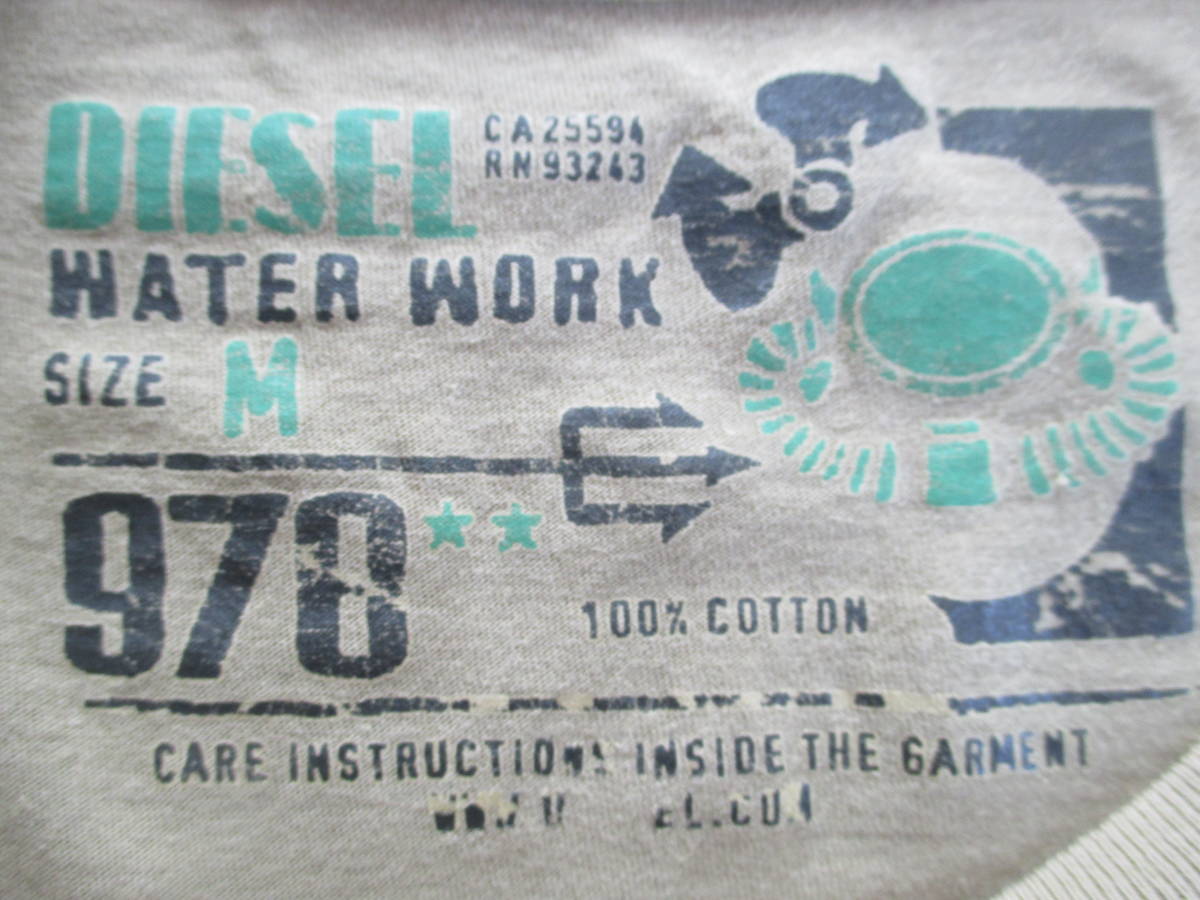 DIESEL
CA25594
RN93243
WATER WORK
SIZE M
978
100% COTTON
CARE INSTRUCTIONS INSIDE THE GARMENT